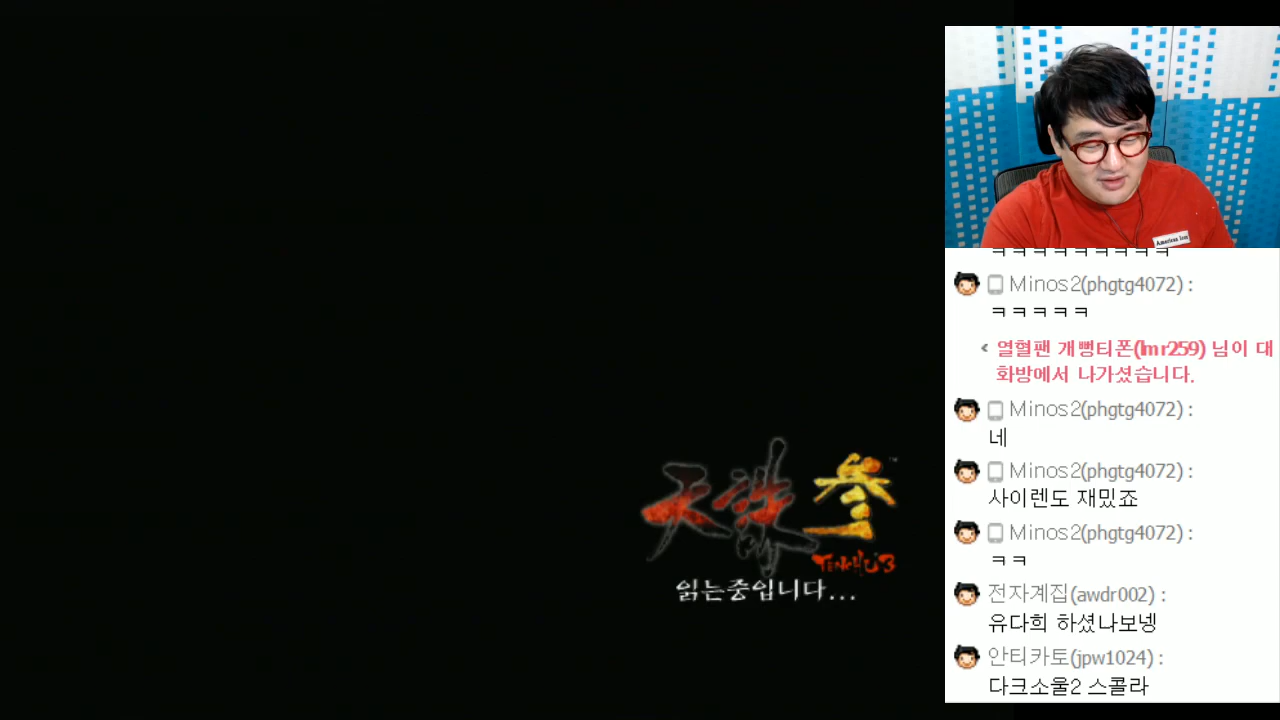 天誅 参
TENCHU 3
읽는중입니다...
American Icon
ㅋㅋㅋㅋㅋㅋㅋㅋㅋ
Minos2(phgtg4072) :
ㅋㅋㅋㅋㅋ
열혈팬 개뻥티폰(lmr259) 님이 대
화방에서 나가셨습니다.
Minos2(phgtg4072) :
네
Minos2(phgtg4072) :
사이렌도 재밌죠
Minos2(phgtg4072) :
ㅋㅋ
전자계집(awdr002) :
유다희 하셨나보넹
안티카토(jpw1024) :
다크소울2 스콜라